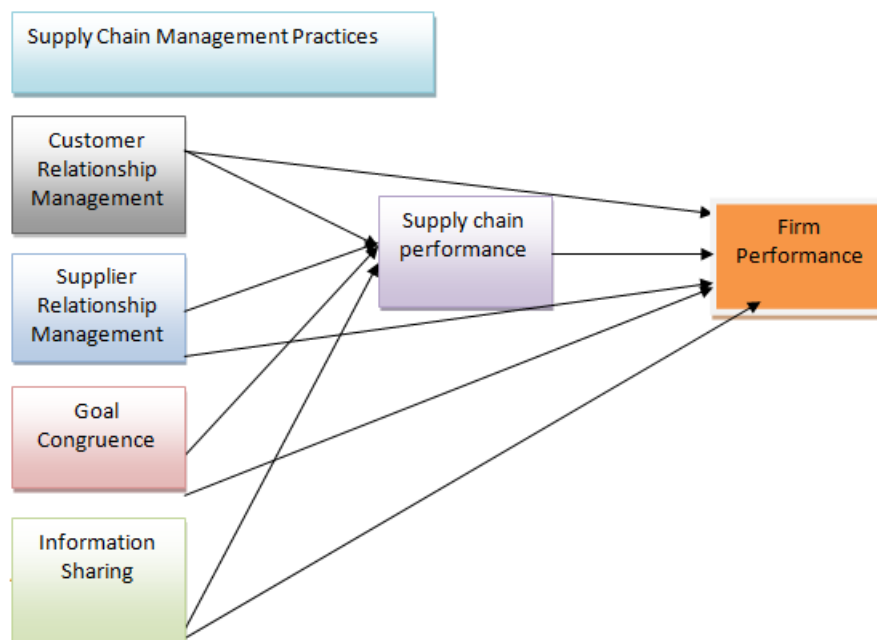 Supply Chain Management Practices
Customer
Relationship
Management
Supply chain
performance
Firm
Performance
Supplier
Relationship
Management
Goal
Congruence
Information
Sharing